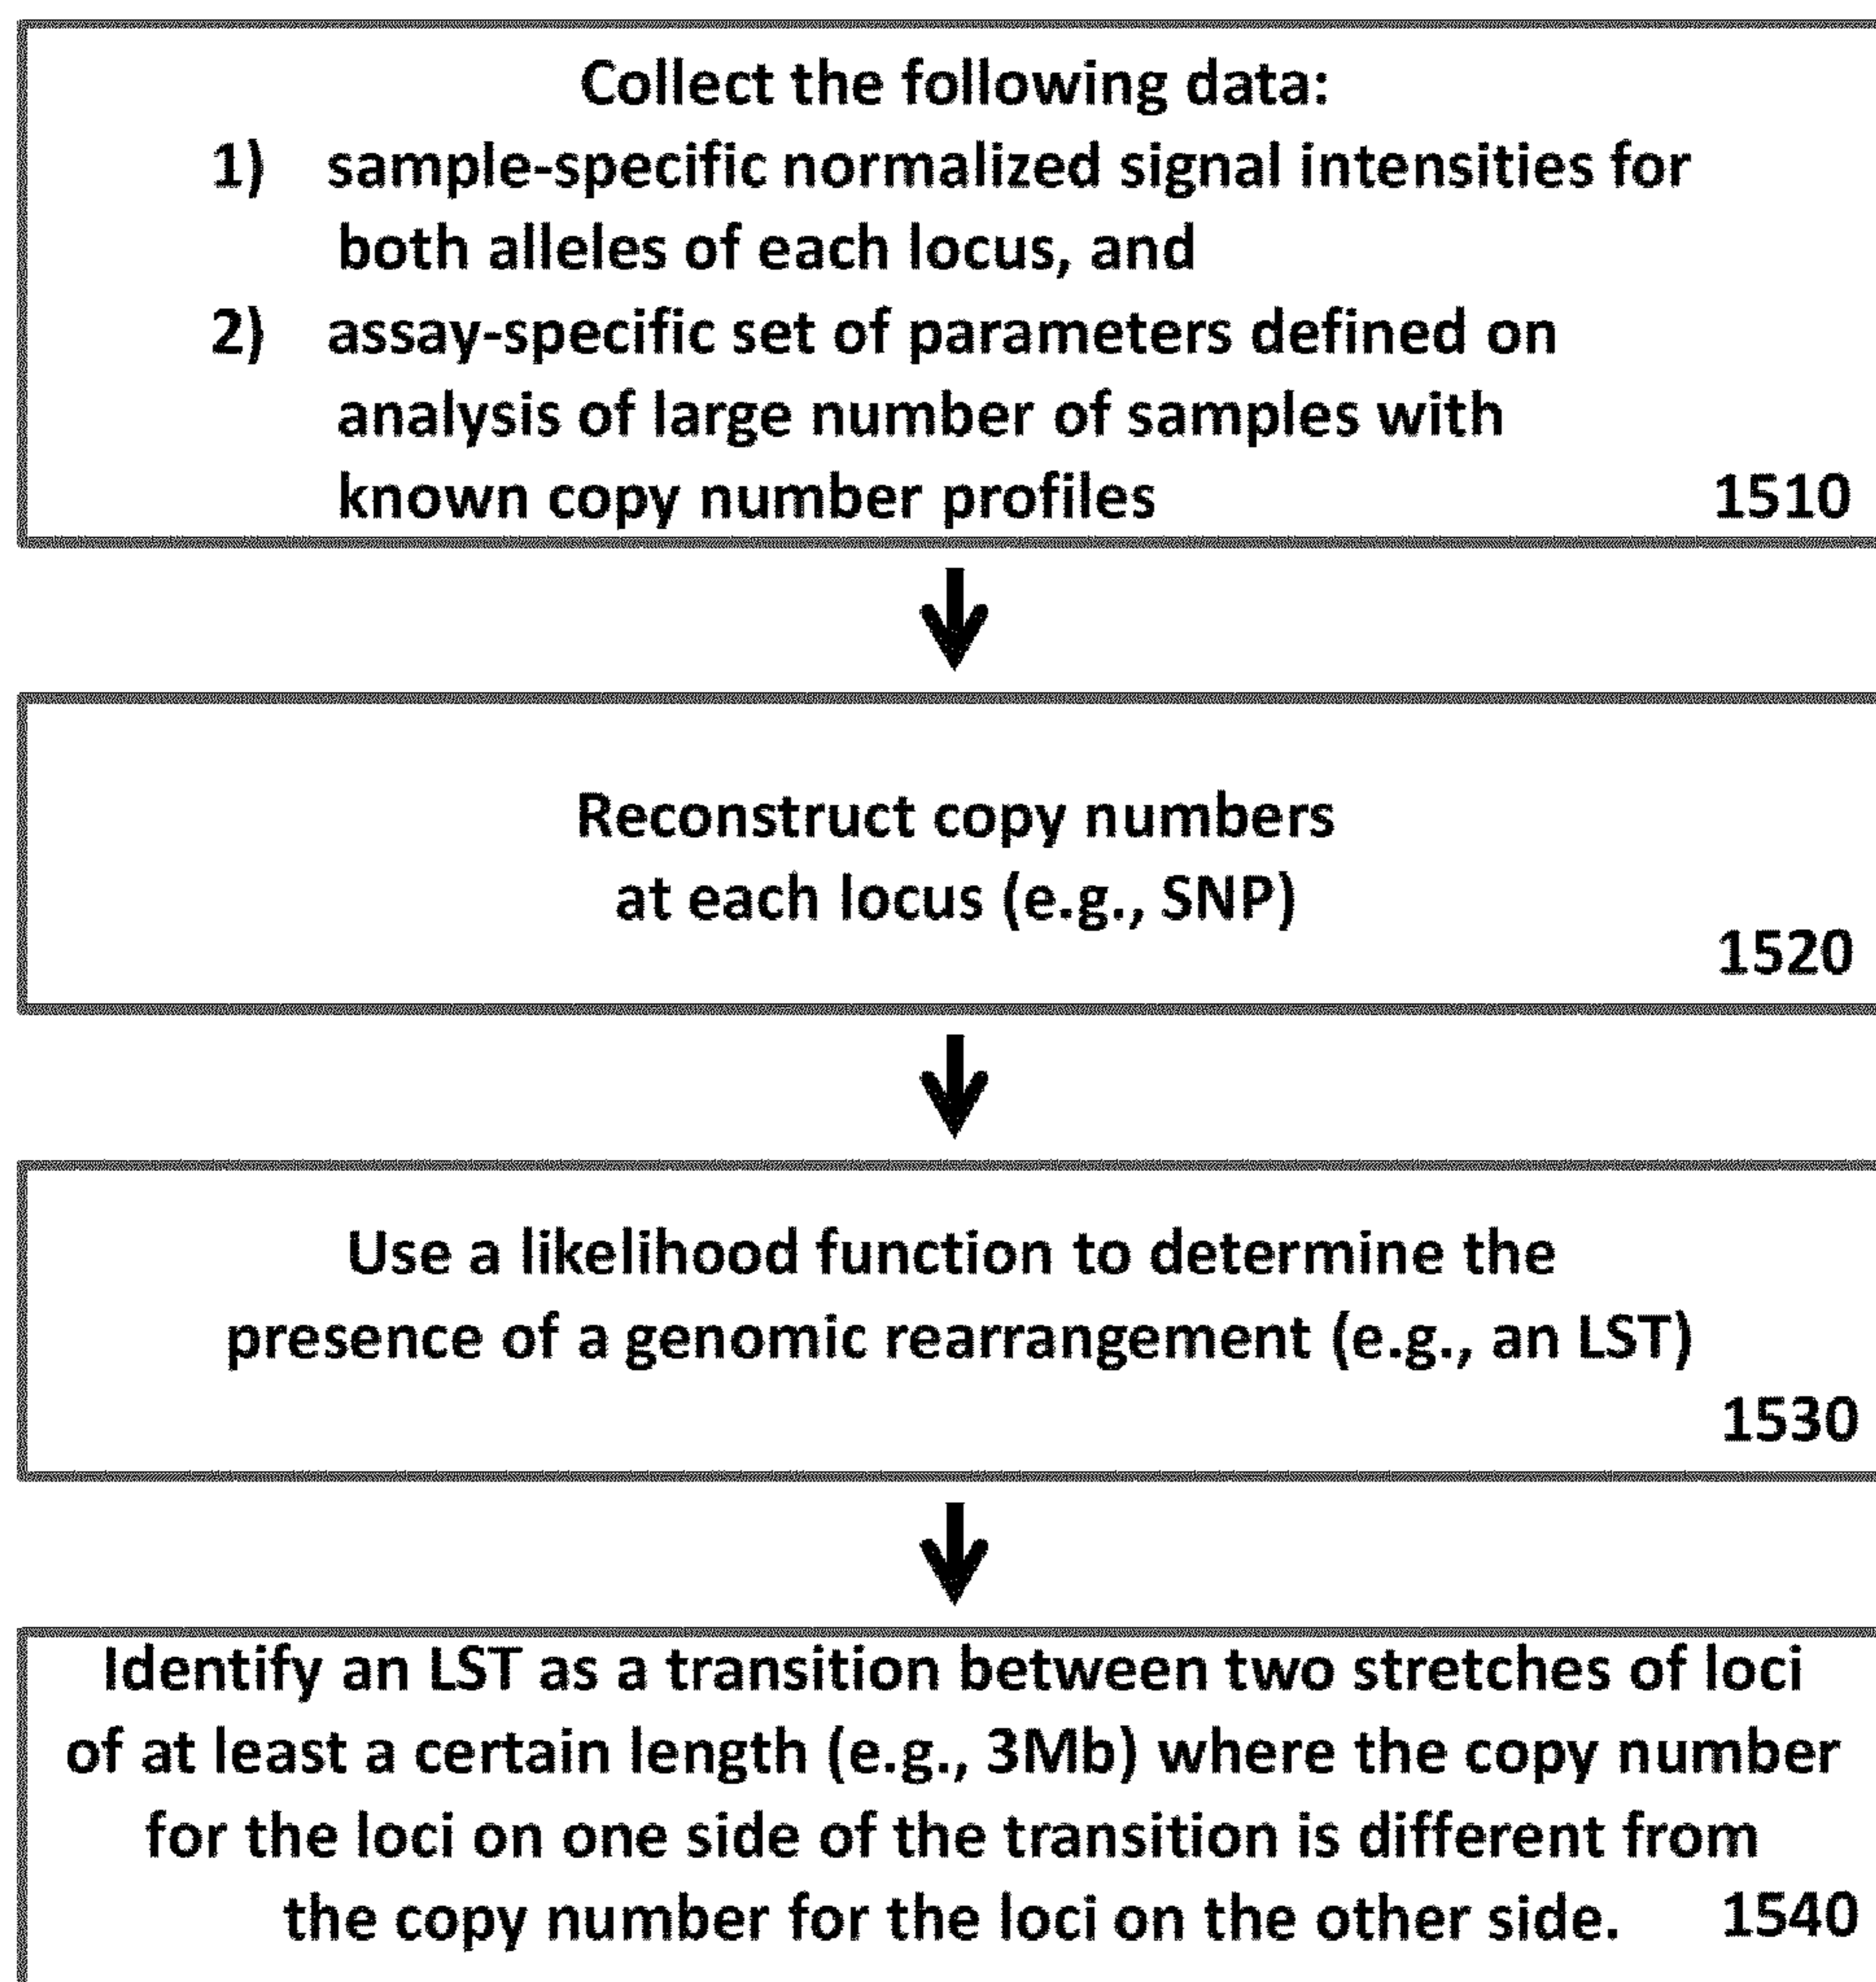 Collect the following data:
1) sample-specific normalized signal intensities for
both alleles of each locus, and
2) assay-specific set of parameters defined on
analysis of large number of samples with
known copy number profiles 1510
Reconstruct copy numbers
at each locus (e.g., SNP)
1520
Use a likelihood function to determine the
presence of a genomic rearrangement (e.g., an LST)
1530
Identify an LST as a transition between two stretches of loci
of at least a certain length (e.g., 3Mb) where the copy number
for the loci on one side of the transition is different from
the copy number for the loci on the other side. 1540